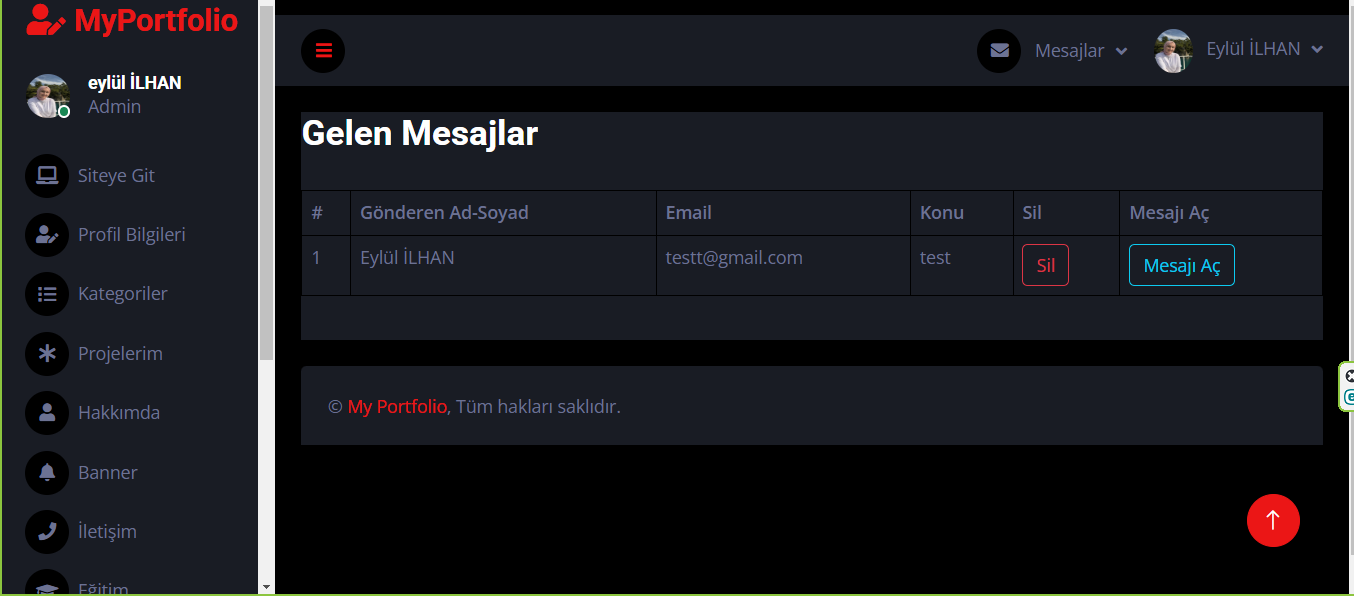 MyPortfolio
eylül İLHAN
Admin
Siteye Git
Profil Bilgileri
Kategoriler
Projelerim
Hakkımda
Banner
İletişim
Eğitim
Mesajlar
Eylül İLHAN
Gelen Mesajlar
# Gönderen Ad-Soyad Email Konu Sil Mesajı Aç
1 Eylül İLHAN testt@gmail.com test Sil Mesajı Aç
© My Portfolio, Tüm hakları saklıdır.